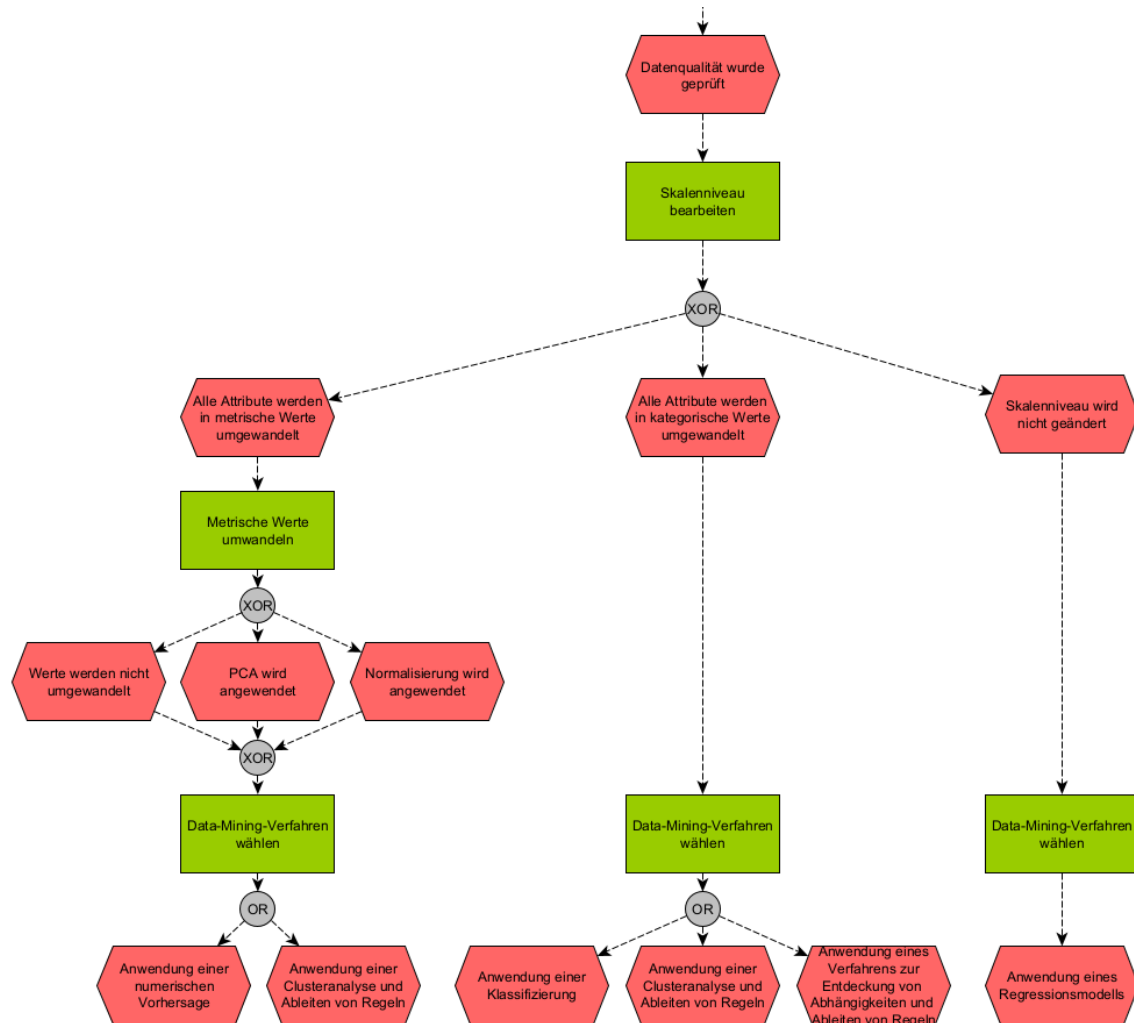 Datenqualität wurde
geprüft
Skalenniveau
bearbeiten
XOR
Alle Attribute werden
in metrische Werte
umgewandelt
Alle Attribute werden
in kategorische Werte
umgewandelt
Skalenniveau wird
nicht geändert
Metrische Werte
umwandeln
XOR
Werte werden nicht
umgewandelt
PCA wird
angewendet
Normalisierung wird
angewendet
XOR
Data-Mining-Verfahren
wählen
Data-Mining-Verfahren
wählen
Data-Mining-Verfahren
wählen
OR
OR
Anwendung einer
numerischen
Vorhersage
Anwendung einer
Clusteranalyse und
Ableiten von Regeln
Anwendung einer
Klassifizierung
Anwendung einer
Clusteranalyse und
Ableiten von Regeln
Anwendung eines
Verfahrens zur
Entdeckung von
Abhängigkeiten und
Ableiten von Regeln
Anwendung eines
Regressionsmodells